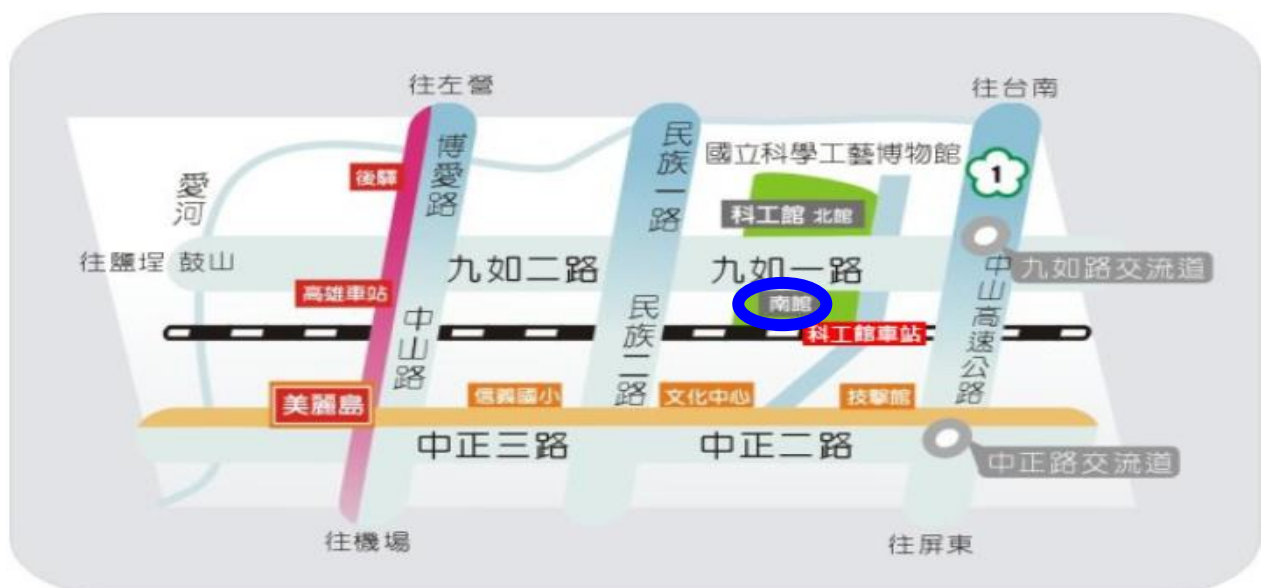 往左營
往台南
博愛路
民族一路
國立科學工藝博物館
1
後驛
愛河
科工館 北館
往鹽埕 鼓山
九如二路
九如一路
九如路交流道
高雄車站
中山路
民族二路
南館
中山高速公路
科工館車站
美麗島
信義國小
文化中心
技擊館
中正三路
中正二路
中正路交流道
往機場
往屏東